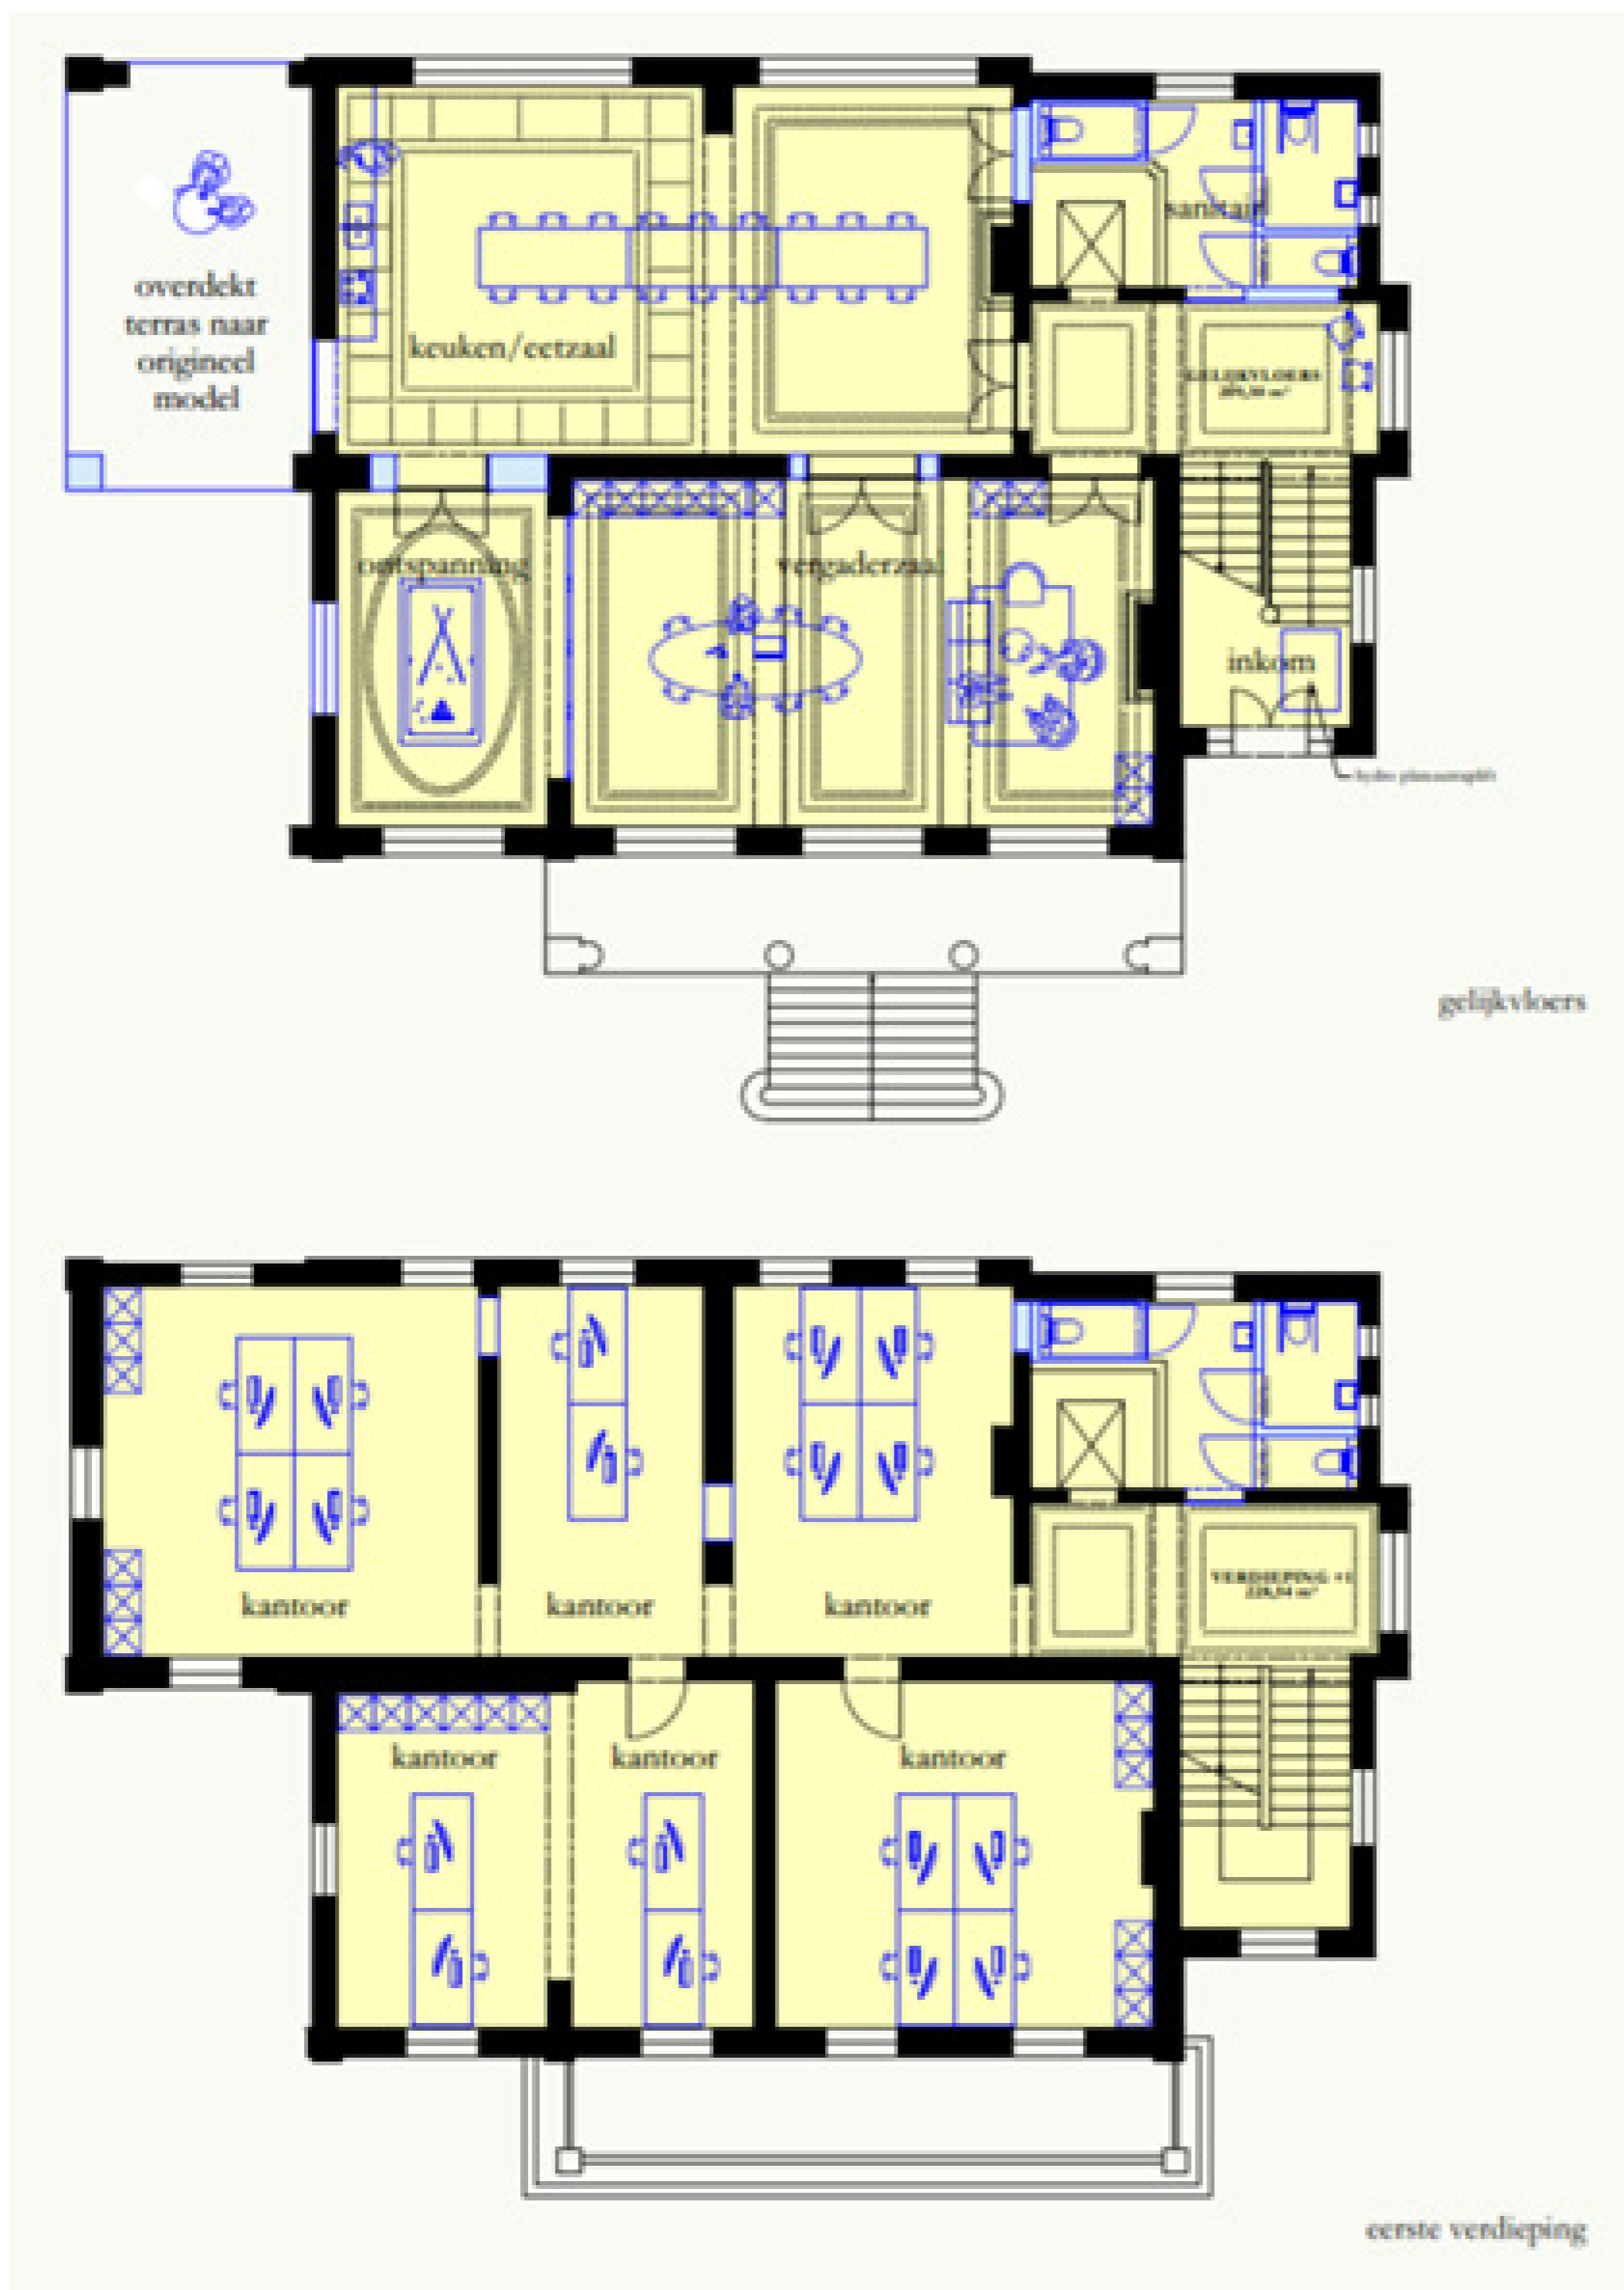 sanitair
overdekt
terras naar
origineel
model
keuken/eetzaal
GELIJKVLOERS
ontspanning
vergaderzaal
inkom
gelijkvloers
kantoor
kantoor
kantoor
VERDIEPING +1
kantoor
kantoor
kantoor
eerste verdieping